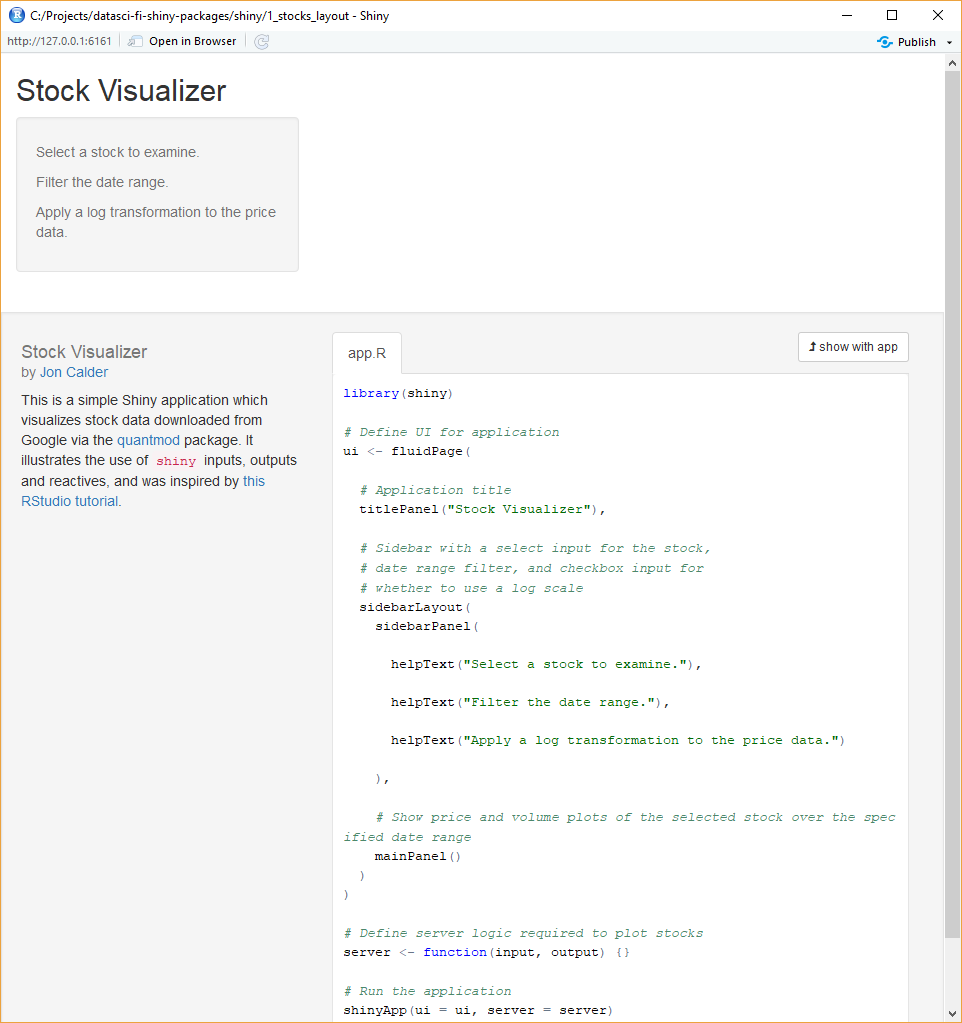 C:/Projects/datasci-fi-shiny-packages/shiny/1_stocks_layout - Shiny
http://127.0.0.1:6161 Open in Browser Publish
Stock Visualizer
Select a stock to examine.
Filter the date range.
Apply a log transformation to the price
data.
Stock Visualizer
by Jon Calder
This is a simple Shiny application which
visualizes stock data downloaded from
Google via the quantmod package. It
illustrates the use of shiny inputs, outputs
and reactives, and was inspired by this
RStudio tutorial.
app.R
show with app
library(shiny)
# Define UI for application
ui <- fluidPage(
  # Application title
  titlePanel("Stock Visualizer"),
  # Sidebar with a select input for the stock,
  # date range filter, and checkbox input for
  # whether to use a log scale
  sidebarLayout(
    sidebarPanel(
      helpText("Select a stock to examine."),
      helpText("Filter the date range."),
      helpText("Apply a log transformation to the price data.")
    ),
    # Show price and volume plots of the selected stock over the spec
ified date range
    mainPanel()
  )
)
# Define server logic required to plot stocks
server <- function(input, output) {}
# Run the application
shinyApp(ui = ui, server = server)